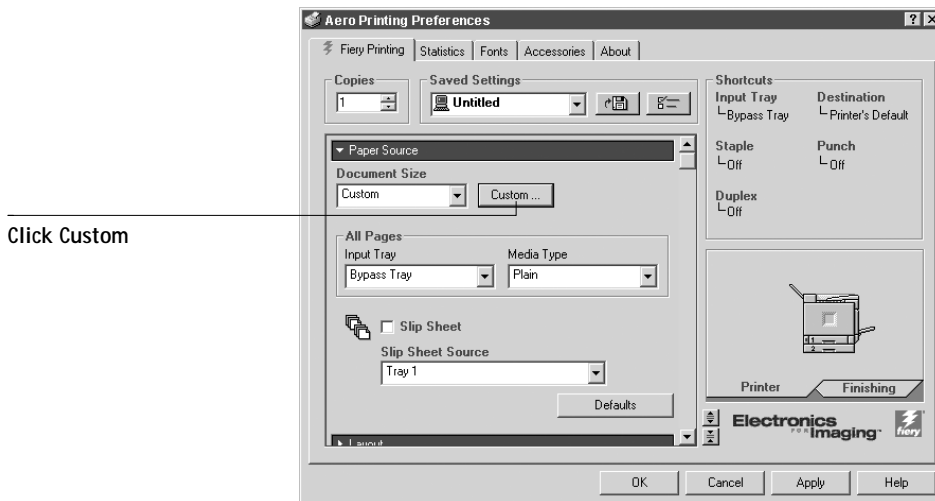 Aero Printing Preferences
Fiery Printing Statistics Fonts Accessories About
Copies
1
Saved Settings
Untitled
Shortcuts
Input Tray
Bypass Tray
Destination
Printer's Default
Staple
Off
Punch
Off
Duplex
Off
Paper Source
Document Size
Custom
Custom ...
Click Custom
All Pages
Input Tray
Bypass Tray
Media Type
Plain
Slip Sheet
Slip Sheet Source
Tray 1
Defaults
Layout
1
2
Printer
Finishing
Electronics
FOR Imaging
fiery
OK Cancel Apply Help